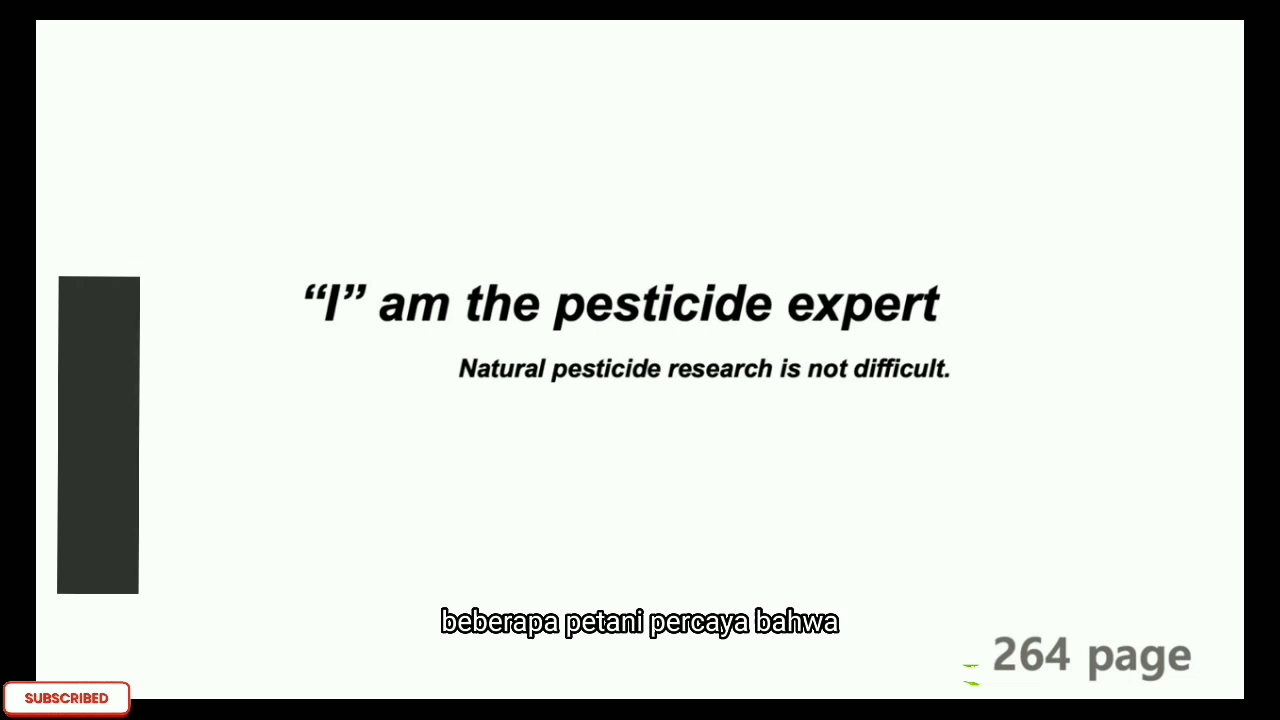 “I” am the pesticide expert
Natural pesticide research is not difficult.
beberapa petani percaya bahwa
264 page
SUBSCRIBED